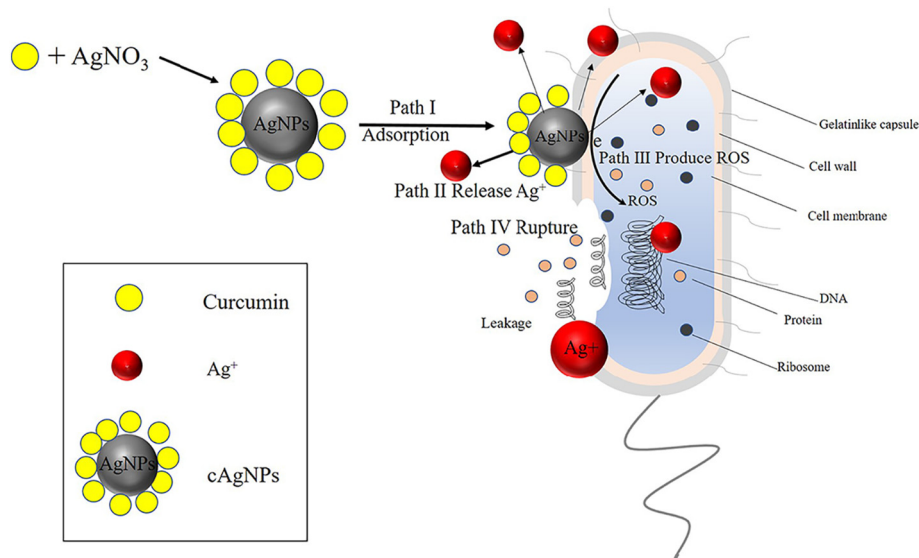 + AgNO₃
AgNPs
Path I
Adsorption
AgNPs
e
Path II Release Ag⁺
Path III Produce ROS
ROS
Path IV Rupture
Leakage
Ag+
Gelatinlike capsule
Cell wall
Cell membrane
DNA
Protein
Ribosome
Curcumin
Ag⁺
AgNPs
cAgNPs